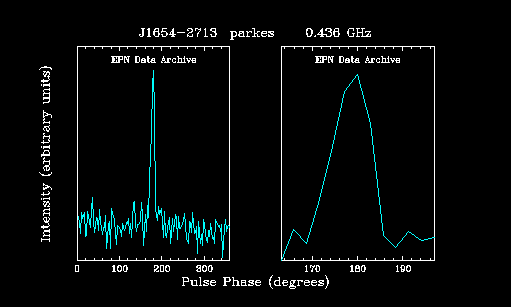 J1654−2713 parkes 0.436 GHz
EPN Data Archive EPN Data Archive
Intensity (arbitrary units)
0 100 200 300 170 180 190
Pulse Phase (degrees)